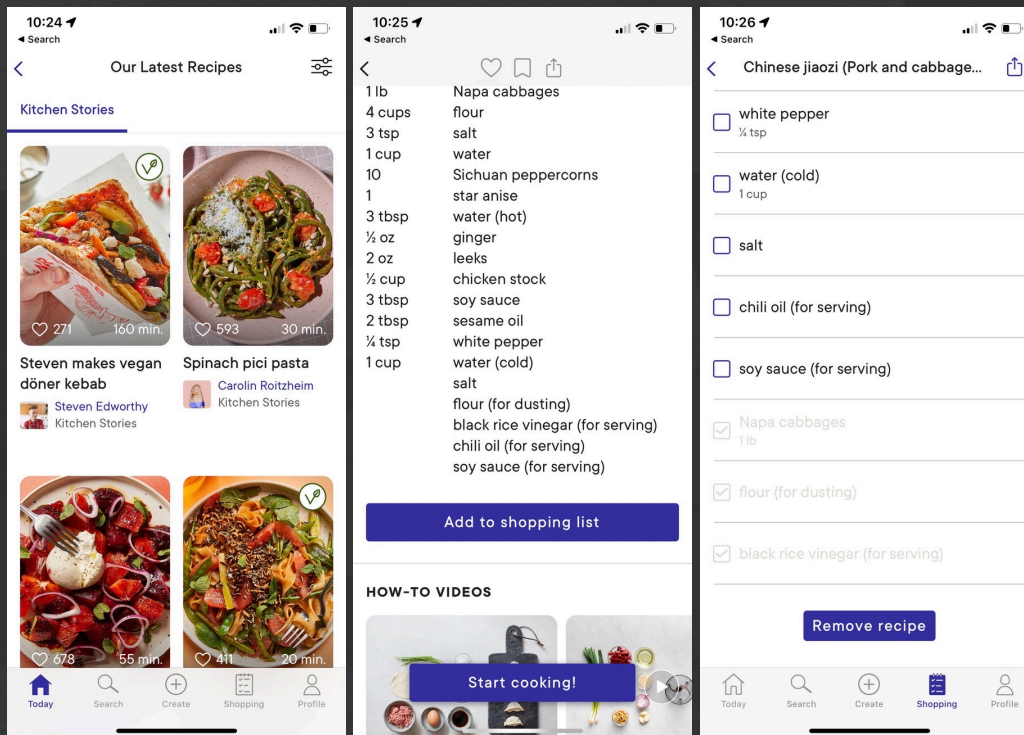 10:24
◀ Search
Our Latest Recipes
Kitchen Stories
271
160 min.
593
30 min.
Steven makes vegan
döner kebab
Steven Edworthy
Kitchen Stories
Spinach pici pasta
Carolin Roitzheim
Kitchen Stories
678
55 min.
411
20 min.
Today
Search
Create
Shopping
Profile
10:25
◀ Search
1 lb Napa cabbages
4 cups flour
3 tsp salt
1 cup water
10 Sichuan peppercorns
1 star anise
3 tbsp water (hot)
½ oz ginger
2 oz leeks
½ cup chicken stock
3 tbsp soy sauce
2 tbsp sesame oil
¼ tsp white pepper
1 cup water (cold)
salt
flour (for dusting)
black rice vinegar (for serving)
chili oil (for serving)
soy sauce (for serving)
Add to shopping list
HOW-TO VIDEOS
Start cooking!
10:26
◀ Search
Chinese jiaozi (Pork and cabbage...
white pepper
¼ tsp
water (cold)
1 cup
salt
chili oil (for serving)
soy sauce (for serving)
Napa cabbages
1 lb
flour (for dusting)
black rice vinegar (for serving)
Remove recipe
Today
Search
Create
Shopping
Profile